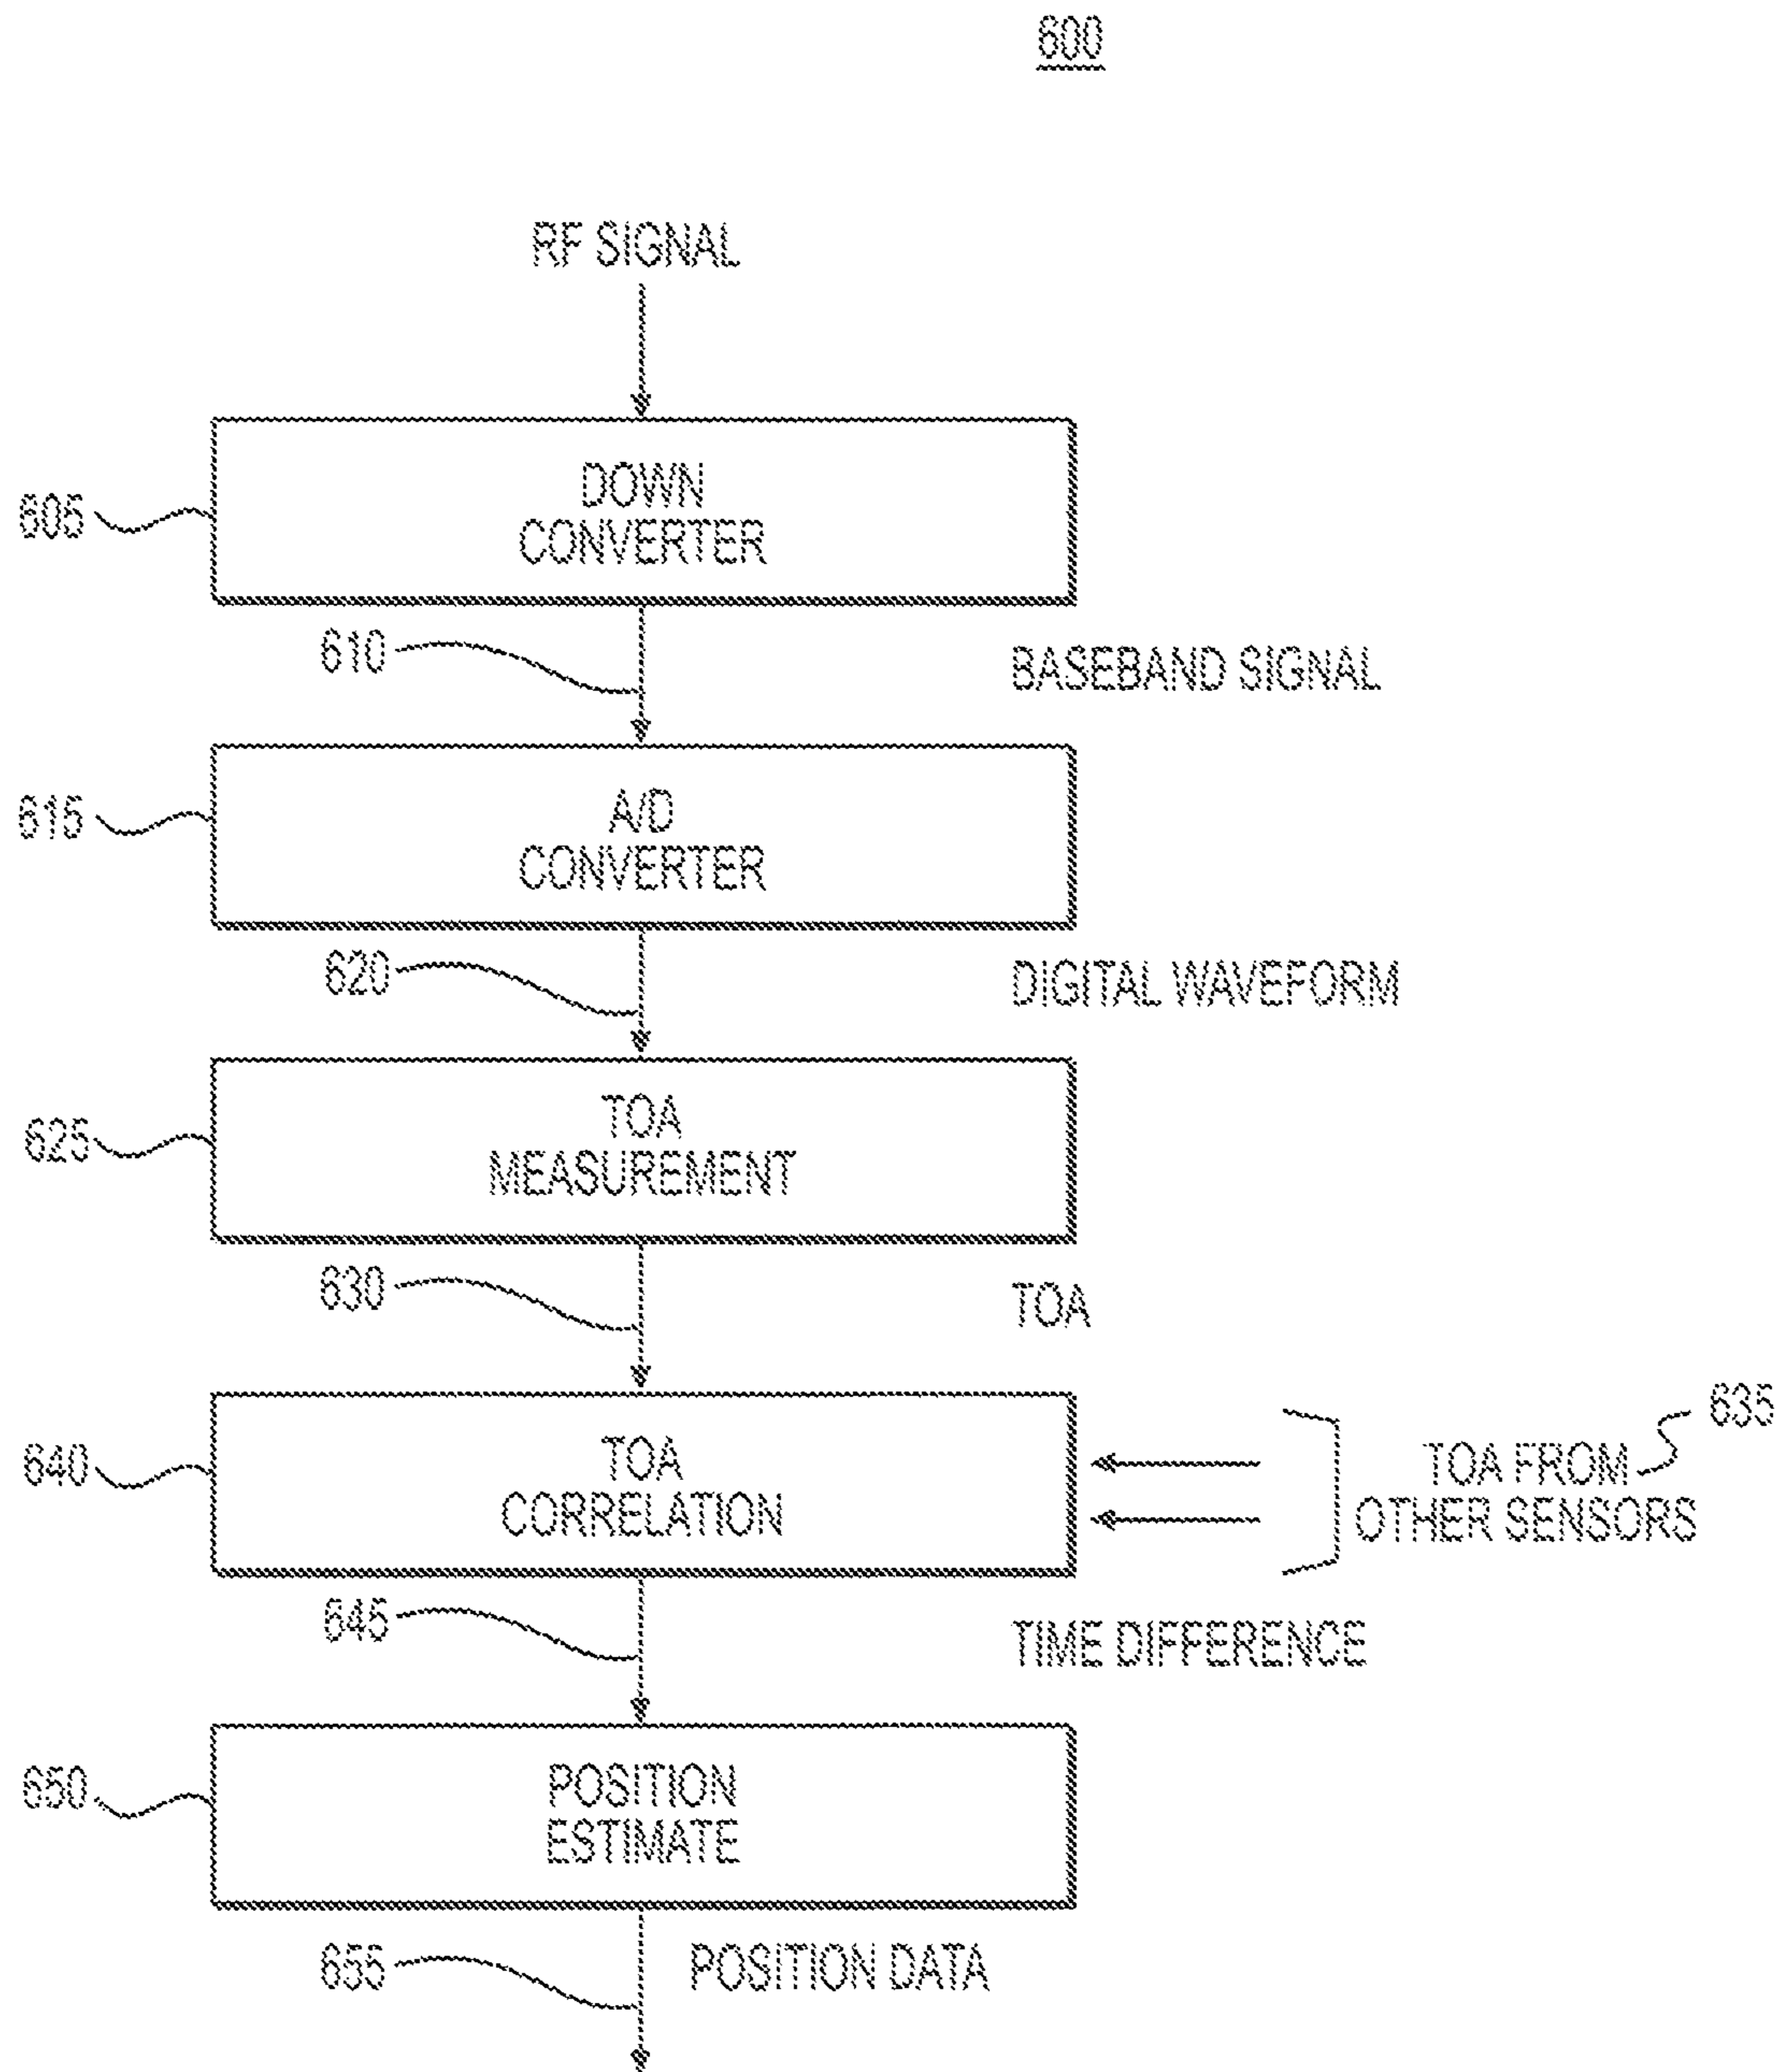 600
RF SIGNAL
605
DOWN
CONVERTER
610
BASEBAND SIGNAL
615
A/D
CONVERTER
620
DIGITAL WAVEFORM
625
TOA
MEASUREMENT
630
TOA
635
640
TOA
CORRELATION
TOA FROM
OTHER SENSORS
645
TIME DIFFERENCE
650
POSITION
ESTIMATE
655
POSITION DATA